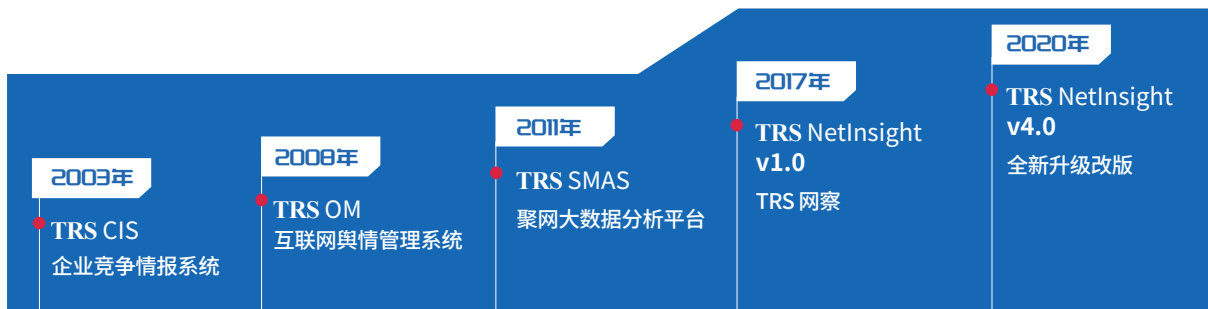 2003年
TRS CIS
企业竞争情报系统
2008年
TRS OM
互联网舆情管理系统
2011年
TRS SMAS
聚网大数据分析平台
2017年
TRS NetInsight
v1.0
TRS 网察
2020年
TRS NetInsight
v4.0
全新升级改版